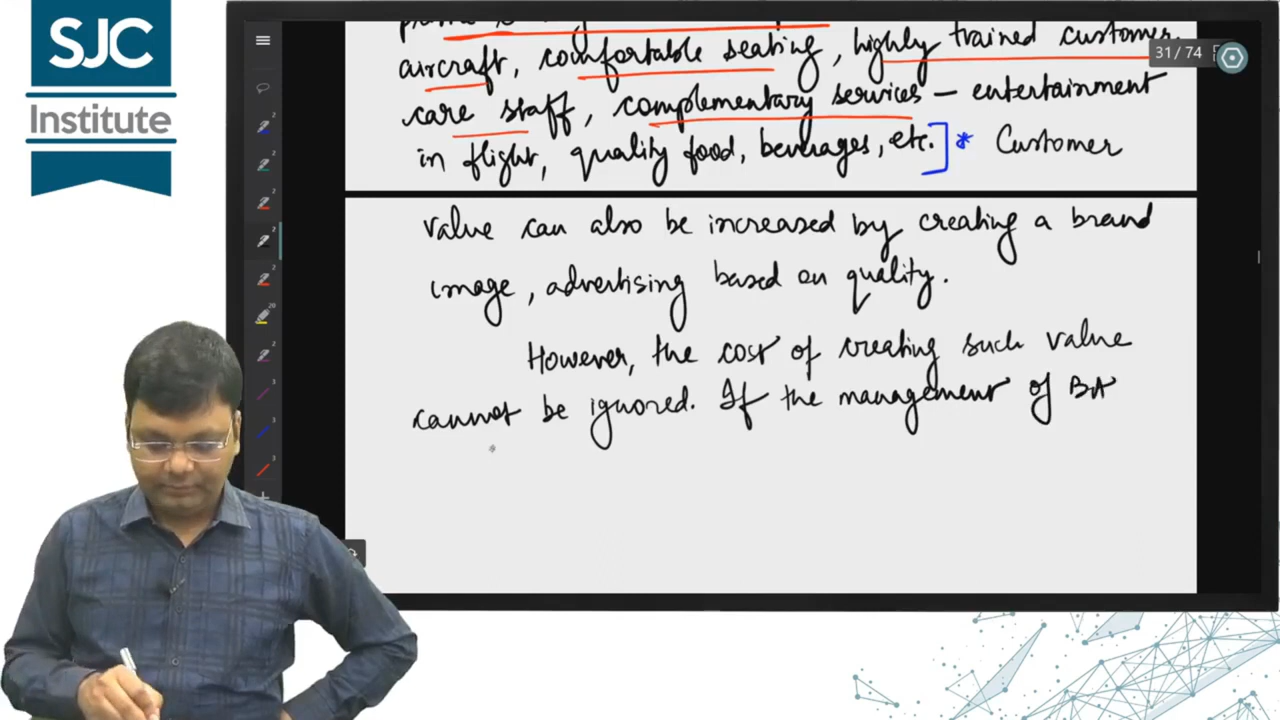 SJC
Institute
31 / 74
aircraft, comfortable seating, highly trained customer
care staff, complementary services – entertainment
in flight, quality food, beverages, etc.] * Customer
value can also be increased by creating a brand
image, advertising based on quality.
However, the cost of creating such value
cannot be ignored. If the management of BA